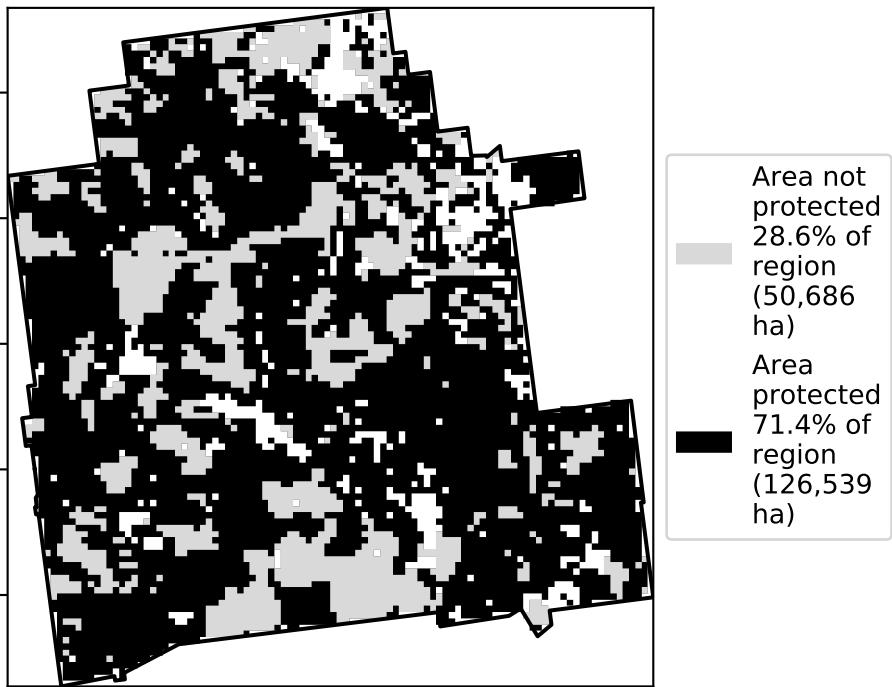 Area not
protected
28.6% of
region
(50,686
ha)
Area
protected
71.4% of
region
(126,539
ha)